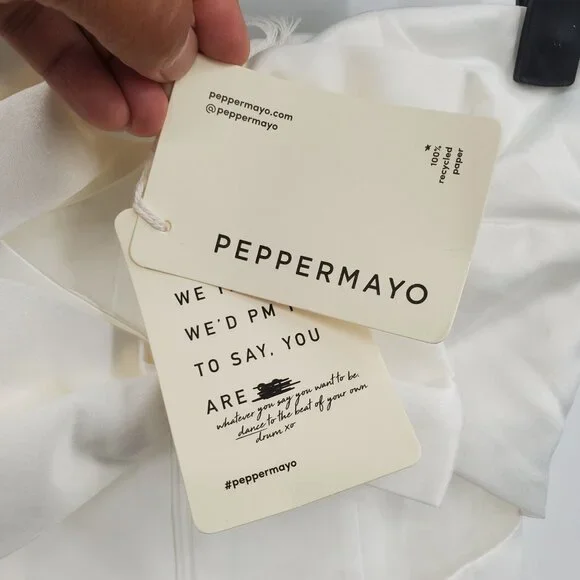 peppermayo.com
@peppermayo
* 100%
recycled
paper
PEPPERMAYO
WE
WE'D PM
TO SAY, YOU
ARE
whatever you say you want to be.
dance to the beat of your own
drum xo
#peppermayo